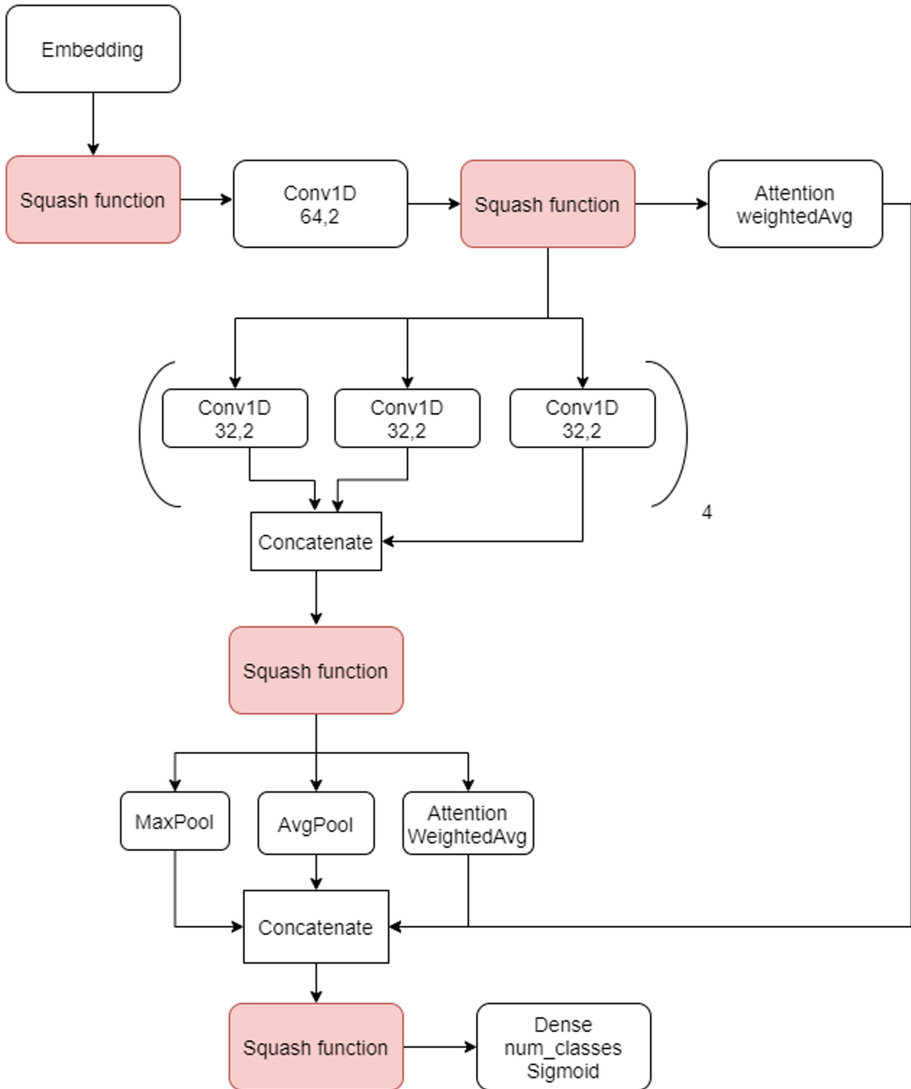 Embedding
Squash function
Conv1D
64,2
Squash function
Attention
weightedAvg
Conv1D
32,2
Conv1D
32,2
Conv1D
32,2
4
Concatenate
Squash function
MaxPool
AvgPool
Attention
WeightedAvg
Concatenate
Squash function
Dense
num_classes
Sigmoid